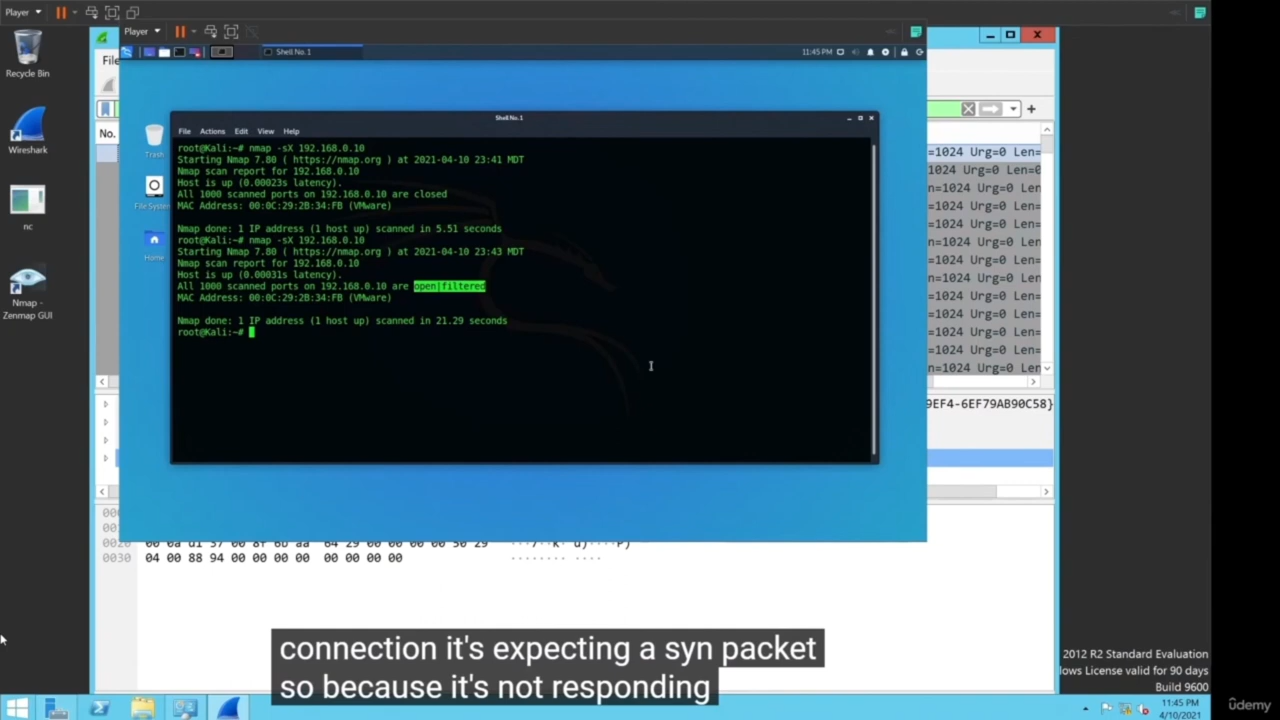 Player
Player
Shell No.1
11:45 PM
Recycle Bin
File
No.
Wireshark
nc
Nmap -
Zenmap GUI
Trash
File System
Home
Shell No.1
File Actions Edit View Help
root@Kali:~# nmap -sX 192.168.0.10
Starting Nmap 7.80 ( https://nmap.org ) at 2021-04-10 23:41 MDT
Nmap scan report for 192.168.0.10
Host is up (0.00023s latency).
All 1000 scanned ports on 192.168.0.10 are closed
MAC Address: 00:0C:29:2B:34:FB (VMware)
Nmap done: 1 IP address (1 host up) scanned in 5.51 seconds
root@Kali:~# nmap -sX 192.168.0.10
Starting Nmap 7.80 ( https://nmap.org ) at 2021-04-10 23:43 MDT
Nmap scan report for 192.168.0.10
Host is up (0.00031s latency).
All 1000 scanned ports on 192.168.0.10 are open|filtered
MAC Address: 00:0C:29:2B:34:FB (VMware)
Nmap done: 1 IP address (1 host up) scanned in 21.29 seconds
root@Kali:~#
=1024 Urg=0 Len=
n=1024 Urg=0 Len=0
n=1024 Urg=0 Len=
n=1024 Urg=0 Len=
n=1024 Urg=0 Len=
n=1024 Urg=0 Len=
n=1024 Urg=0 Len=
n=1024 Urg=0 Len=
n=1024 Urg=0 Len=
n=1024 Urg=0 Len=
n=1024 Urg=0 Len=
n=1024 Urg=0 Len=
n=1024 Urg=0 Len=
9EF4-6EF79AB90C58}
0030 04 00 88 94 00 00 00 00 00 00 00 00 ........ ....
connection it's expecting a syn packet
so because it's not responding
2012 R2 Standard Evaluation
ows License valid for 90 days
Build 9600
11:45 PM
4/10/2021
ûdemy